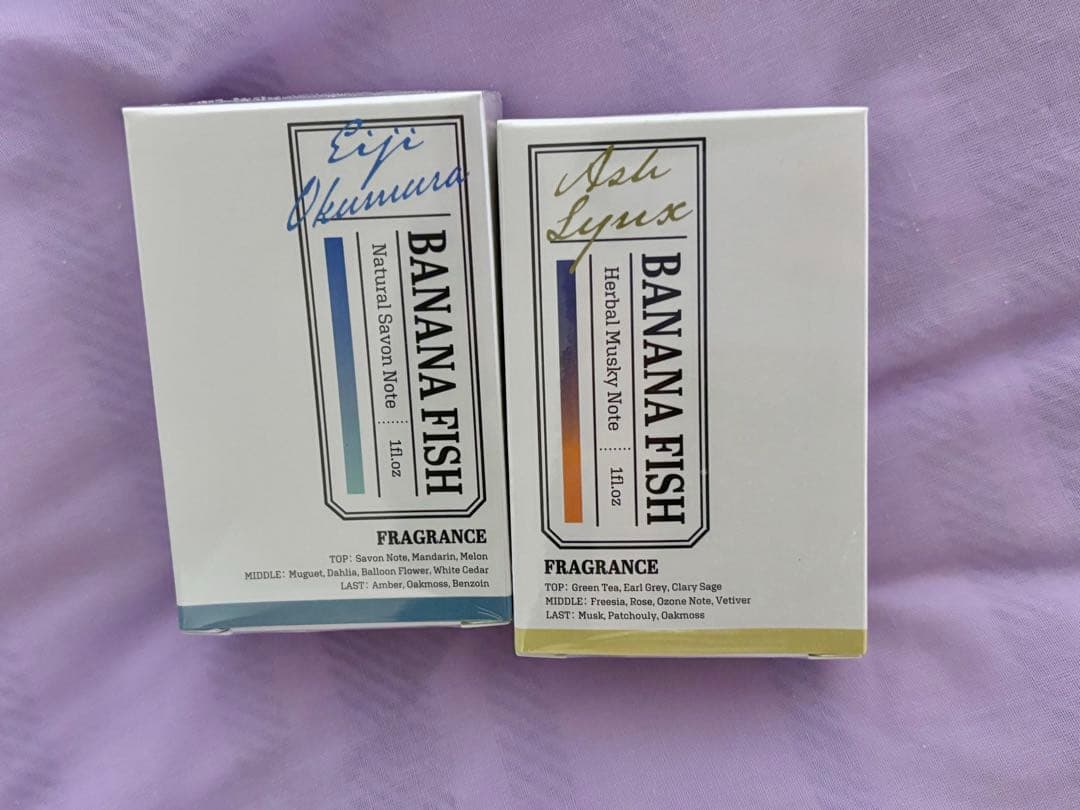 Eiji
Okumura
BANANA FISH
Natural Savon Note
1fl.oz
FRAGRANCE
TOP: Savon Note, Mandarin, Melon
MIDDLE: Muguet, Dahlia, Balloon Flower, White Cedar
LAST: Amber, Oakmoss, Benzoin
Ash
Lynx
BANANA FISH
Herbal Musky Note
1fl.oz
FRAGRANCE
TOP: Green Tea, Earl Grey, Clary Sage
MIDDLE: Freesia, Rose, Ozone Note, Vetiver
LAST: Musk, Patchouly, Oakmoss